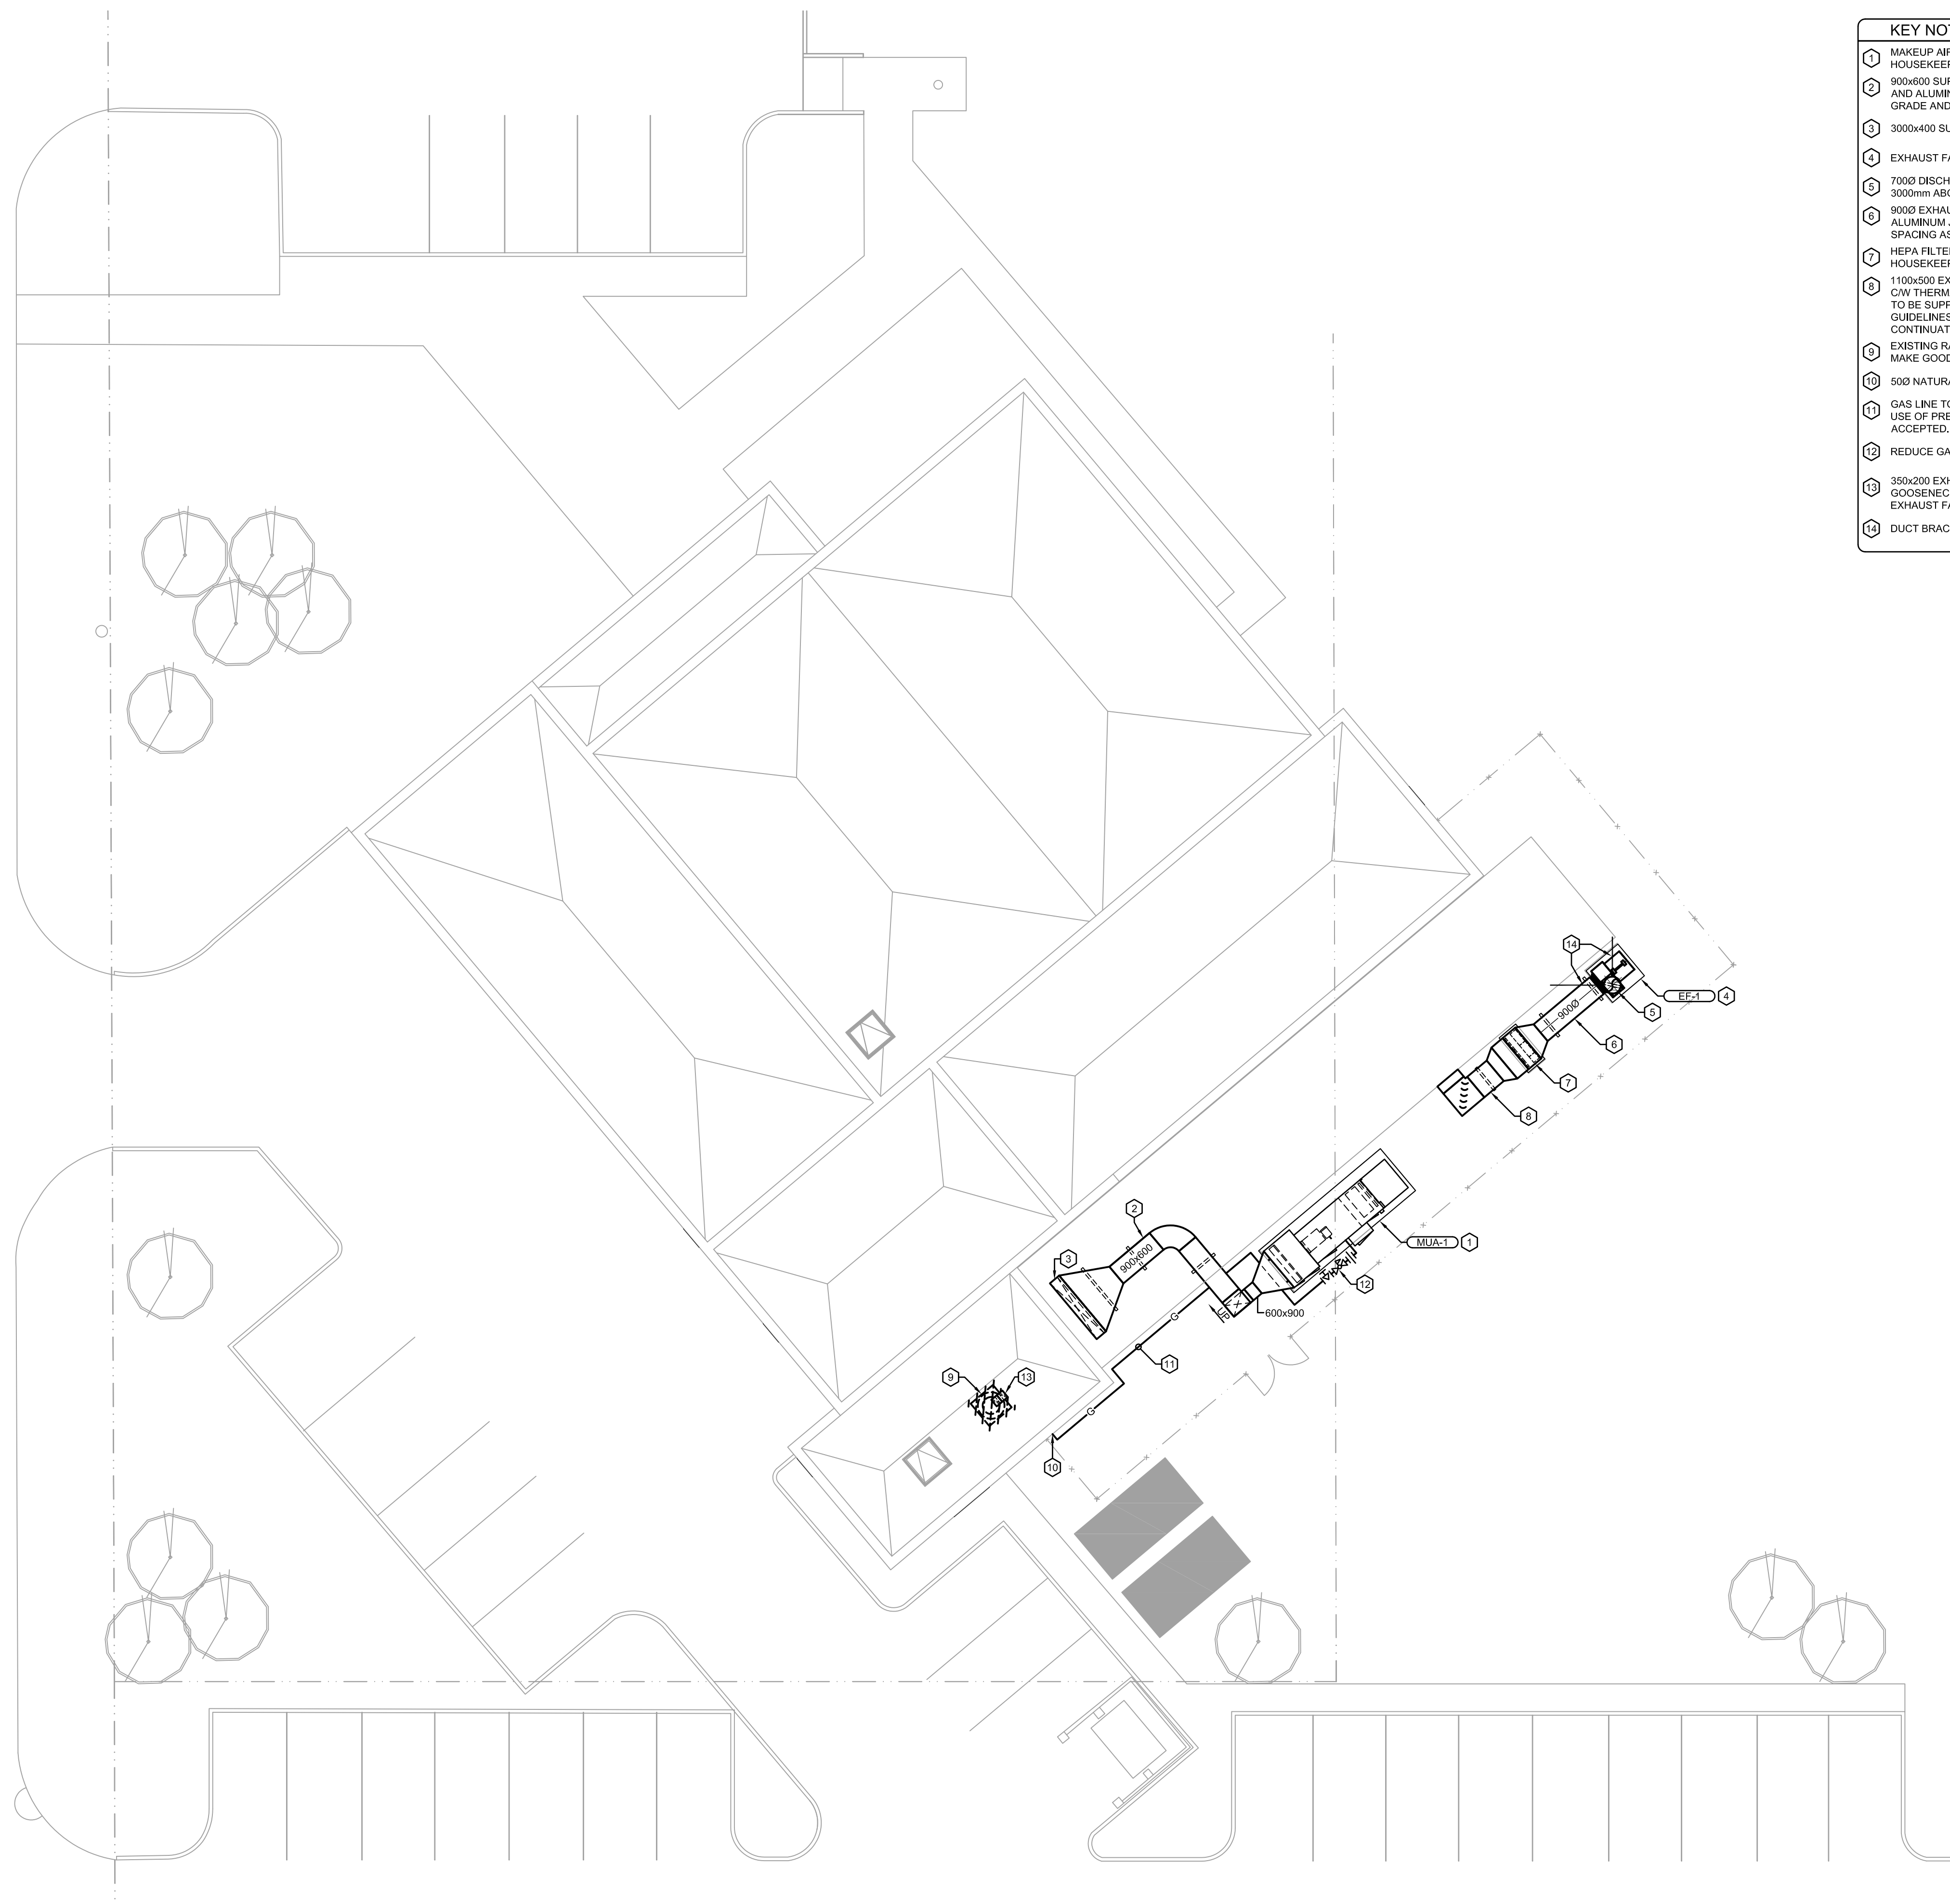 KEY NOT
1 MAKEUP AIR
HOUSEKEEP
2 900x600 SUP
AND ALUMIN
GRADE AND
3 3000x400 SU
4 EXHAUST FA
5 700Ø DISCH
3000mm ABO
6 900Ø EXHAU
ALUMINUM
SPACING AS
7 HEPA FILTE
HOUSEKEEP
8 1100x500 EX
C/W THERM
TO BE SUPP
GUIDELINES
CONTINUAT
9 EXISTING RA
MAKE GOOD
10 50Ø NATURA
11 GAS LINE TO
USE OF PRE
ACCEPTED.
12 REDUCE GA
13 350x200 EXH
GOOSENEC
EXHAUST FA
14 DUCT BRAC
14
EF-1 4
5
900Ø
6
7
8
2
MUA-1 1
3
900x600
12
UP
600x900
G
11
9
13
G
10